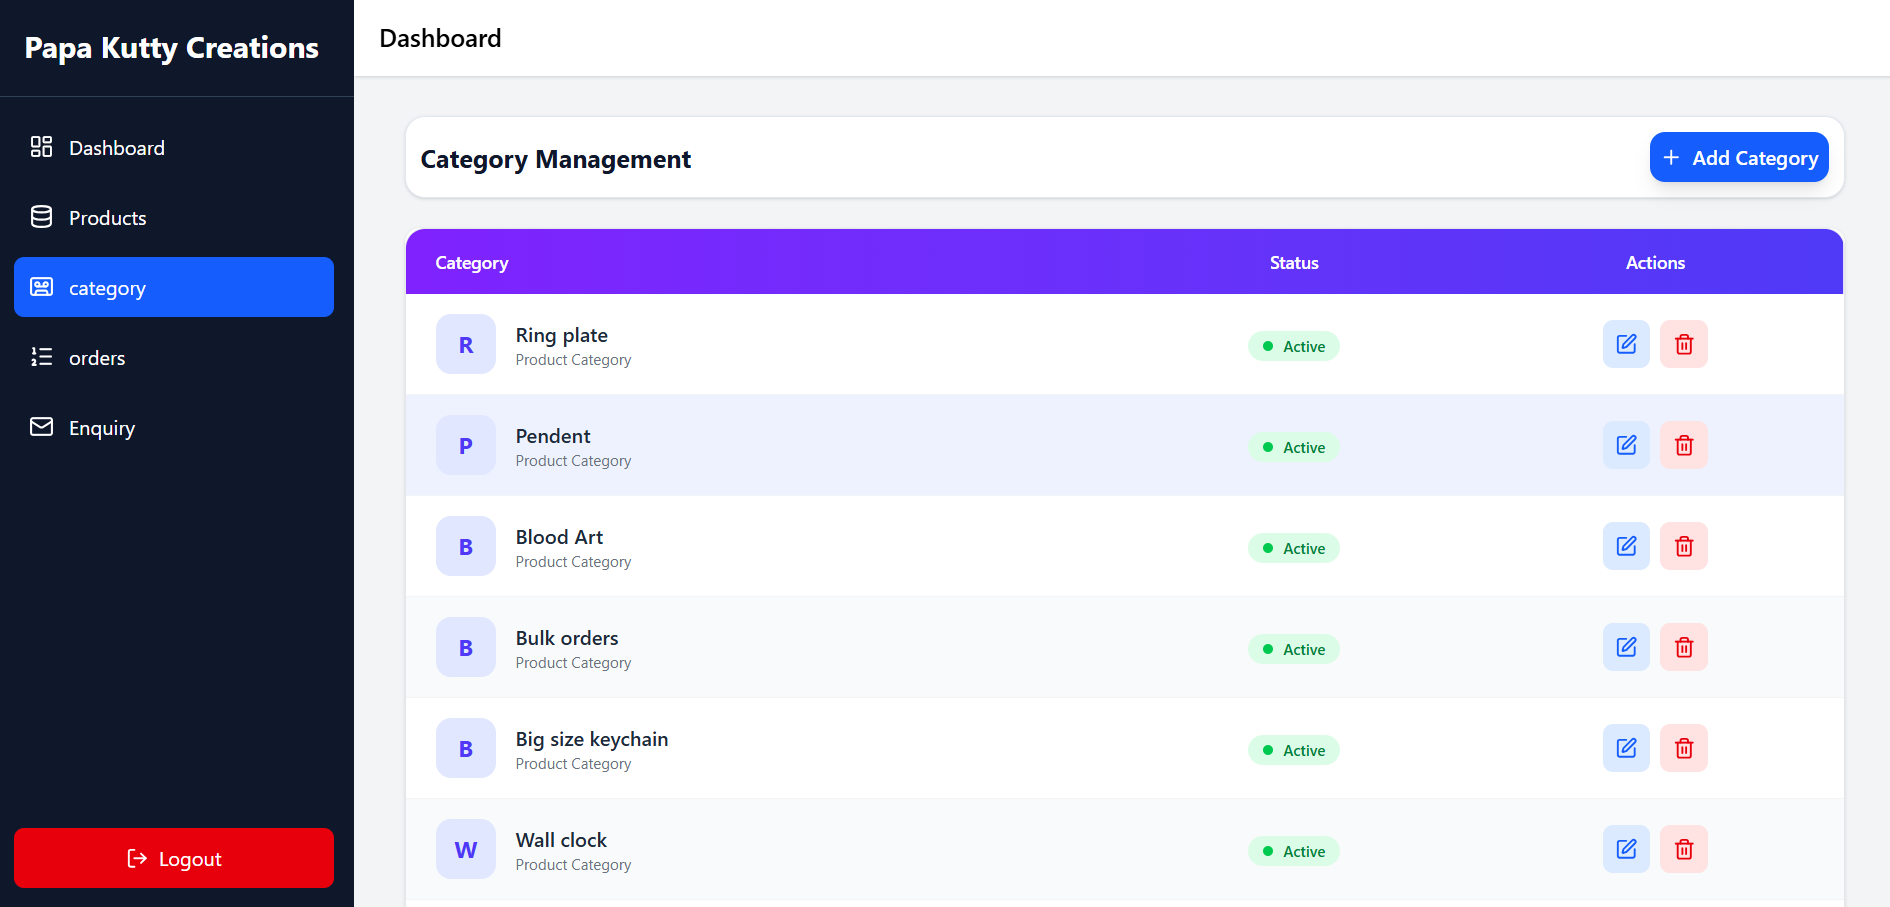 Papa Kutty Creations
Dashboard
Dashboard
Products
category
orders
Enquiry
Logout
Category Management
+ Add Category
Category Status Actions
R Ring plate
Product Category
Active
P Pendent
Product Category
Active
B Blood Art
Product Category
Active
B Bulk orders
Product Category
Active
B Big size keychain
Product Category
Active
W Wall clock
Product Category
Active